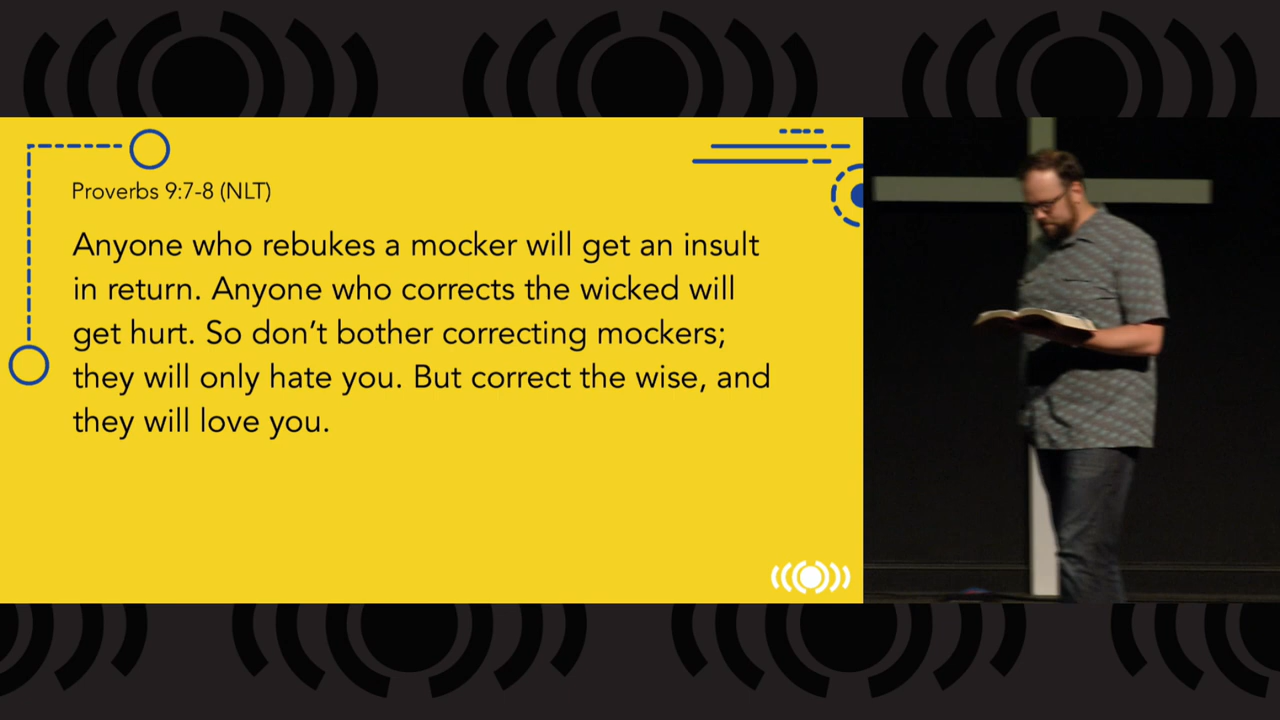 Proverbs 9:7-8 (NLT)
Anyone who rebukes a mocker will get an insult
in return. Anyone who corrects the wicked will
get hurt. So don’t bother correcting mockers;
they will only hate you. But correct the wise, and
they will love you.